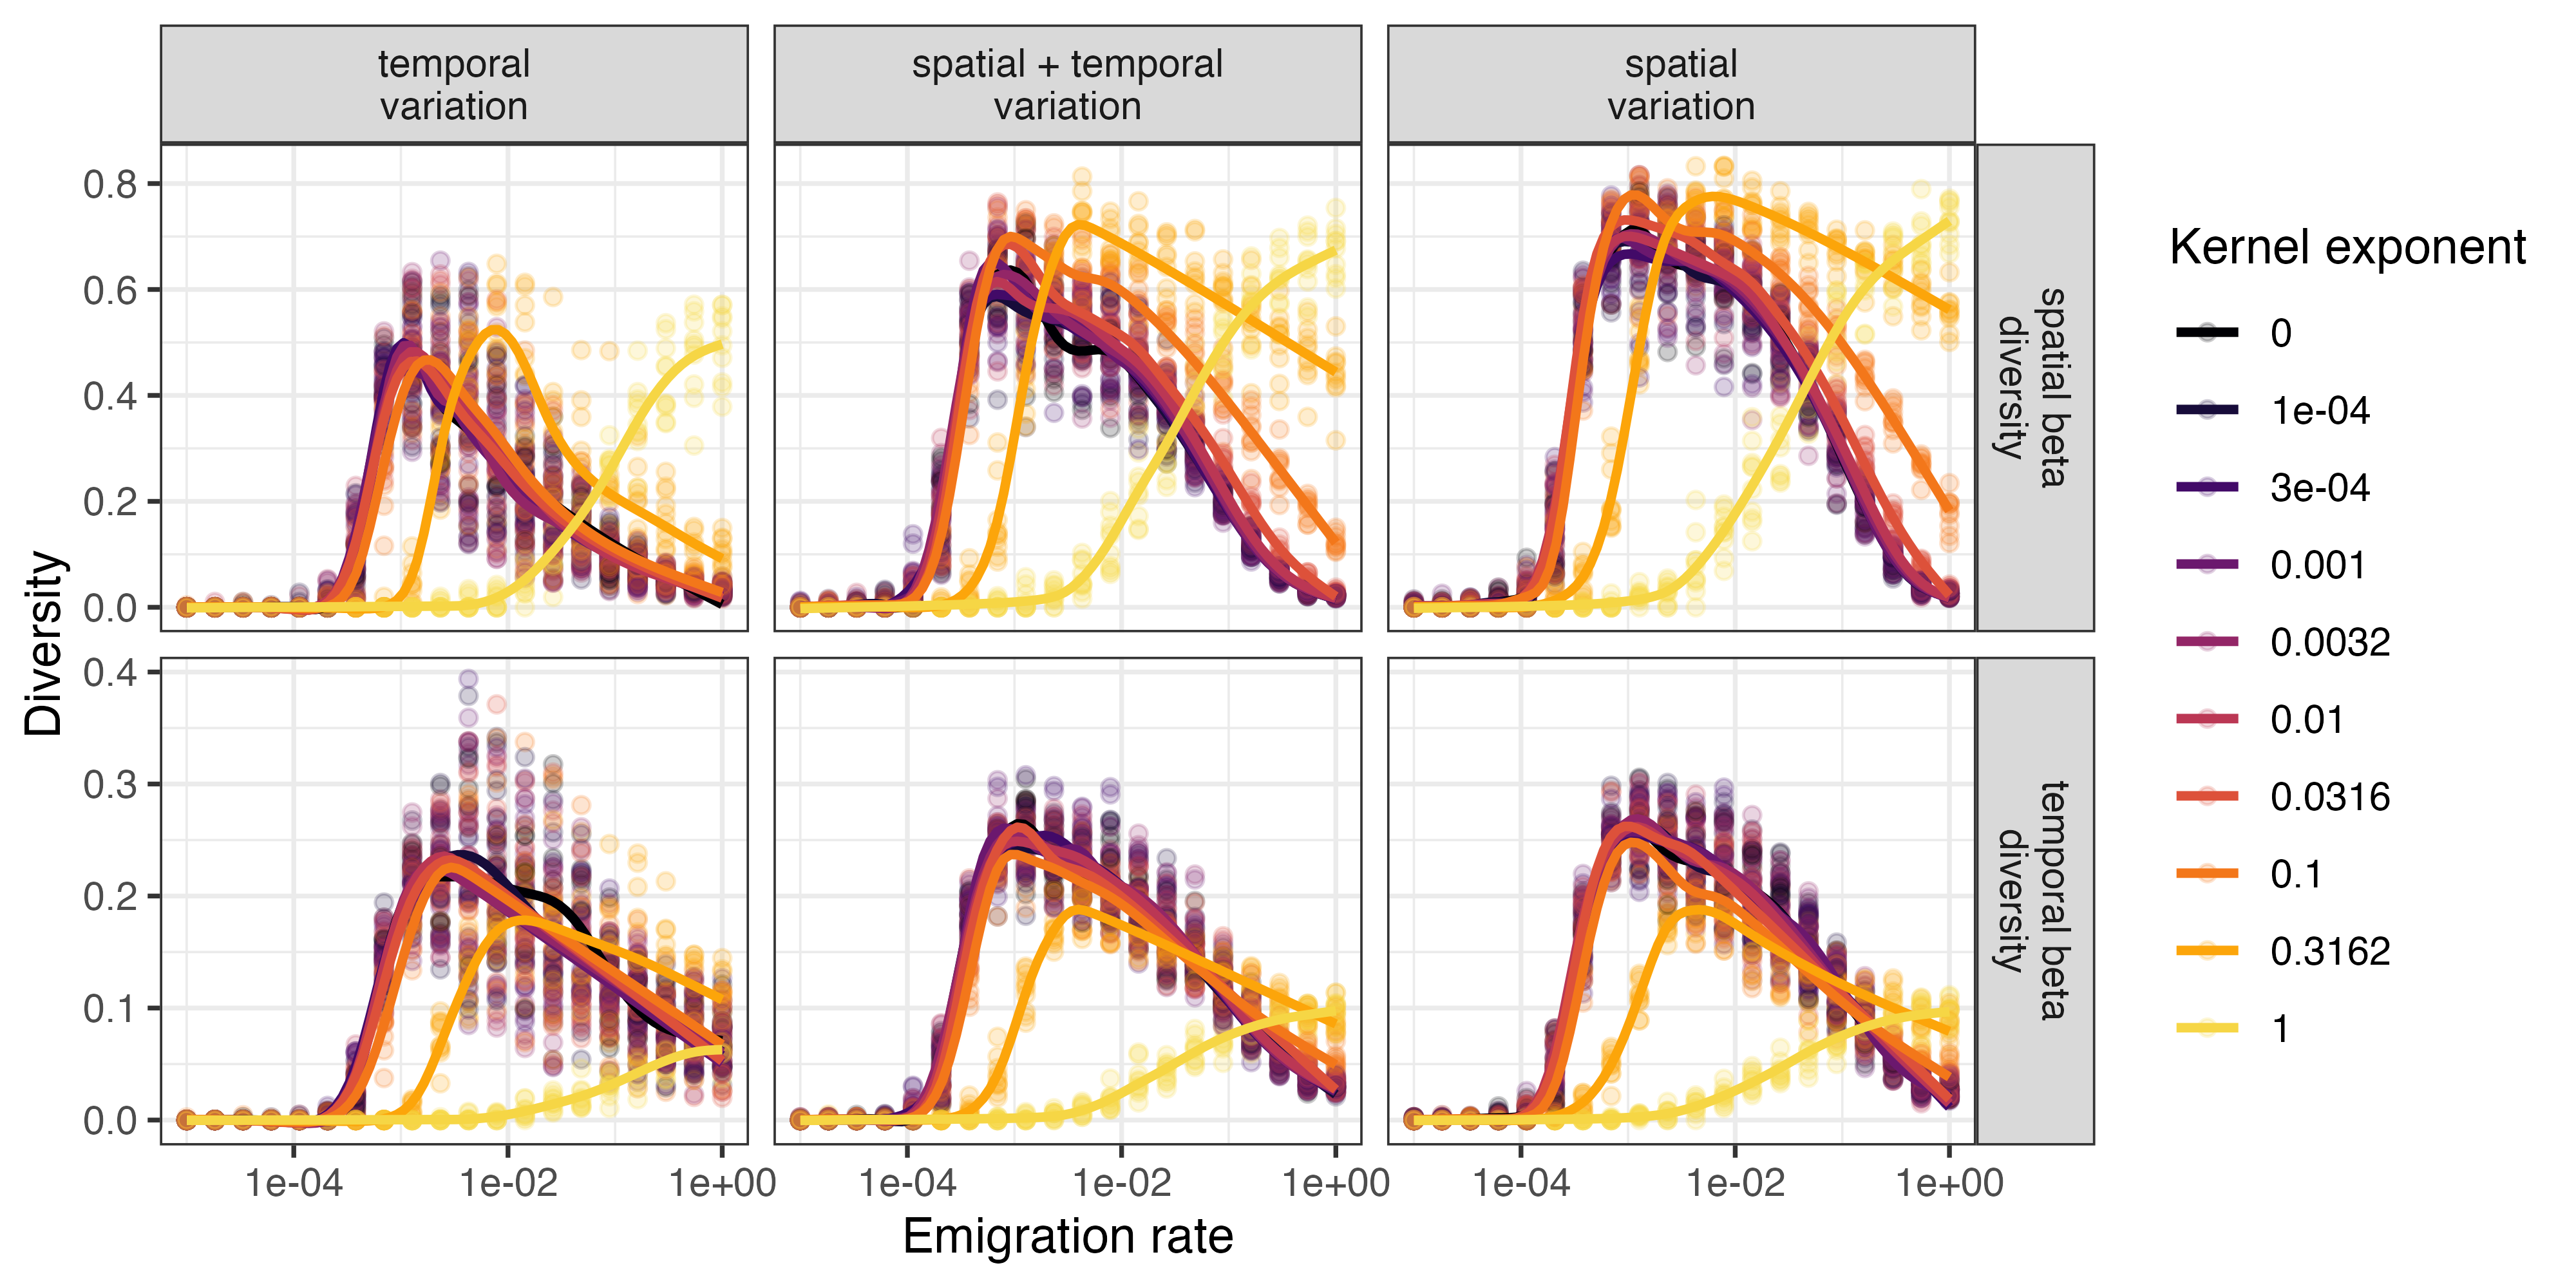 temporal
variation
spatial + temporal
variation
spatial
variation
Diversity
0.8
0.6
0.4
0.2
0.0
spatial beta
diversity
0.4
0.3
0.2
0.1
0.0
temporal beta
diversity
1e-04
1e-02
1e+00
1e-04
1e-02
1e+00
1e-04
1e-02
1e+00
Emigration rate
Kernel exponent
0
1e-04
3e-04
0.001
0.0032
0.01
0.0316
0.1
0.3162
1